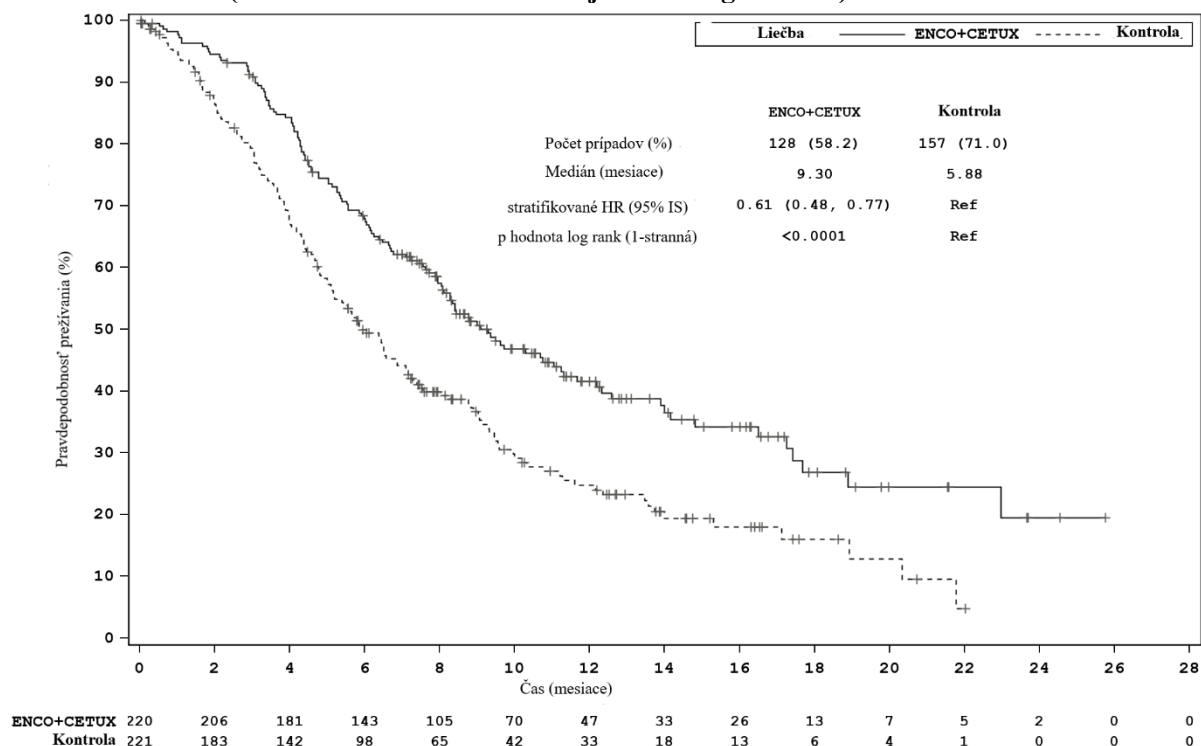 Liečba ENCO+CETUX Kontrola
ENCO+CETUX Kontrola
Počet prípadov (%) 128 (58.2) 157 (71.0)
Medián (mesiace) 9.30 5.88
stratifikované HR (95% IS) 0.61 (0.48, 0.77) Ref
p hodnota log rank (1-stranná) <0.0001 Ref
Pravdepodobnosť prežívania (%)
100
90
80
70
60
50
40
30
20
10
0
0 2 4 6 8 10 12 14 16 18 20 22 24 26 28
Čas (mesiace)
ENCO+CETUX 220 206 181 143 105 70 47 33 26 13 7 5 2 0 0
Kontrola 221 183 142 98 65 42 33 18 13 6 4 1 0 0 0